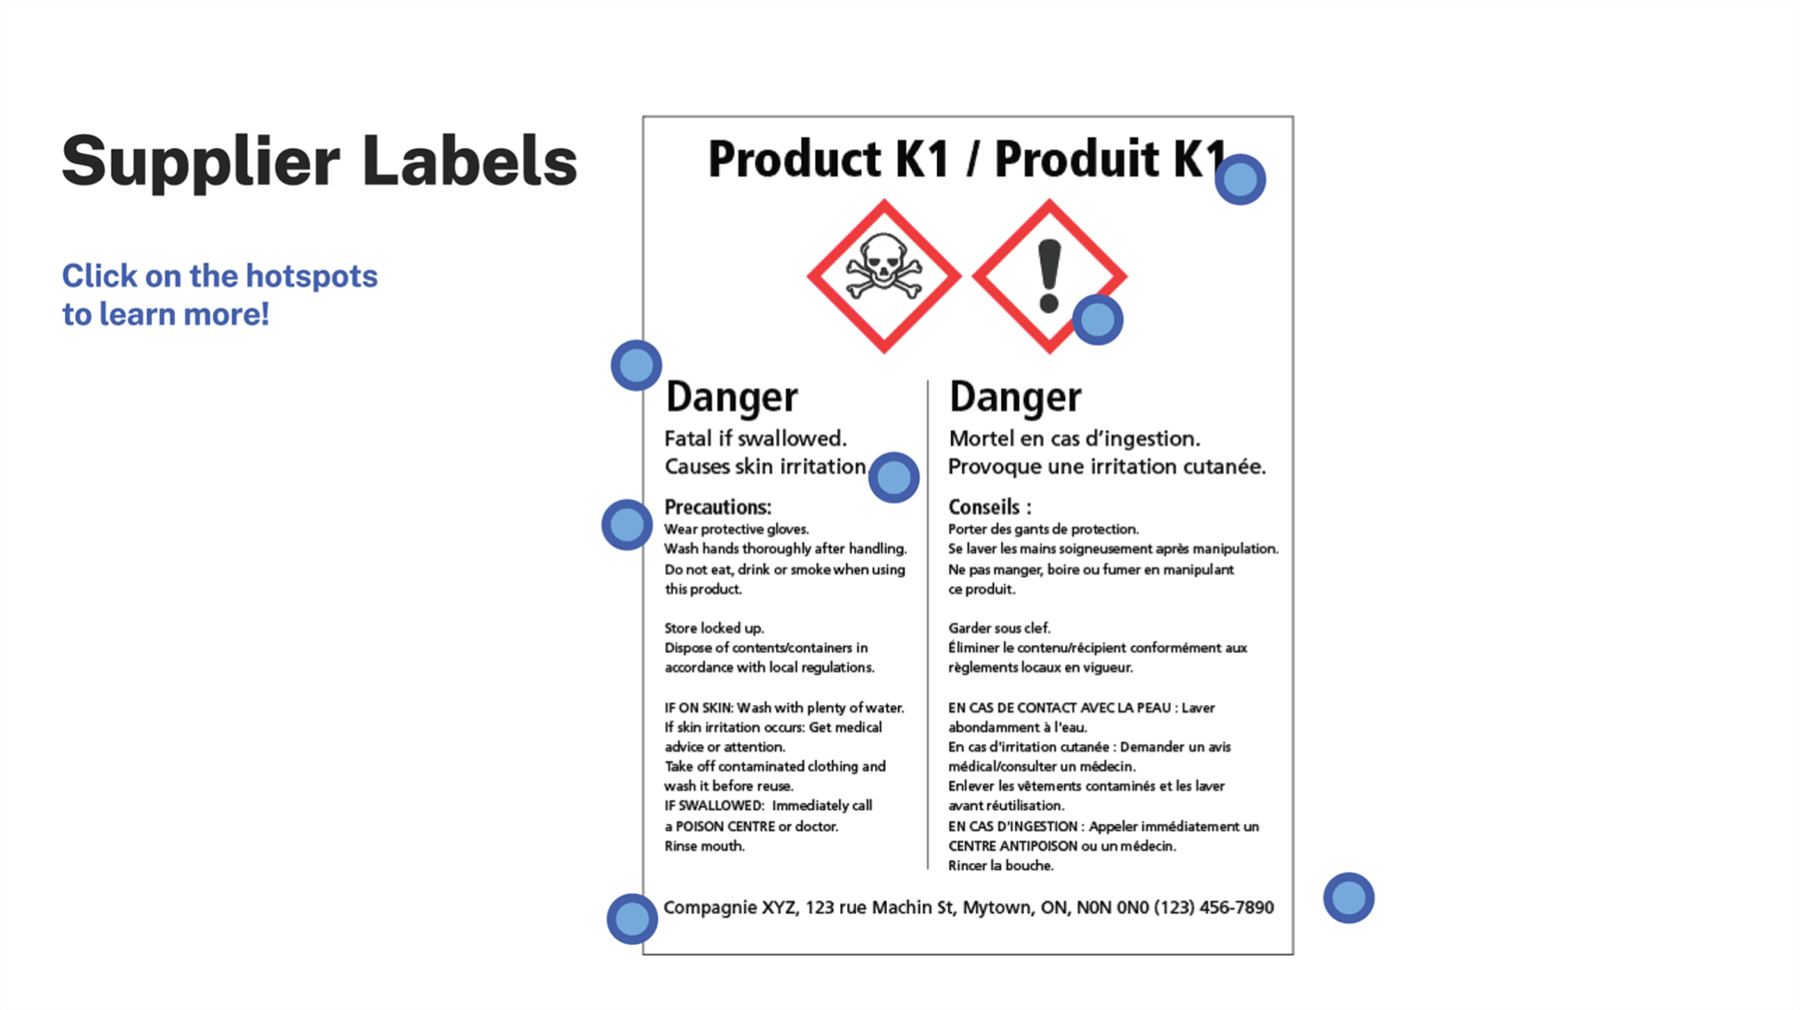 Supplier Labels
Click on the hotspots
to learn more!
Product K1 / Produit K1
Danger
Fatal if swallowed.
Causes skin irritation.
Precautions:
Wear protective gloves.
Wash hands thoroughly after handling.
Do not eat, drink or smoke when using
this product.
Store locked up.
Dispose of contents/containers in
accordance with local regulations.
IF ON SKIN: Wash with plenty of water.
If skin irritation occurs: Get medical
advice or attention.
Take off contaminated clothing and
wash it before reuse.
IF SWALLOWED: Immediately call
a POISON CENTRE or doctor.
Rinse mouth.
Danger
Mortel en cas d’ingestion.
Provoque une irritation cutanée.
Conseils :
Porter des gants de protection.
Se laver les mains soigneusement après manipulation.
Ne pas manger, boire ou fumer en manipulant
ce produit.
Garder sous clef.
Éliminer le contenu/récipient conformément aux
règlements locaux en vigueur.
EN CAS DE CONTACT AVEC LA PEAU : Laver
abondamment à l'eau.
En cas d'irritation cutanée : Demander un avis
médical/consulter un médecin.
Enlever les vêtements contaminés et les laver
avant réutilisation.
EN CAS D'INGESTION : Appeler immédiatement un
CENTRE ANTIPOISON ou un médecin.
Rincer la bouche.
Compagnie XYZ, 123 rue Machin St, Mytown, ON, N0N 0N0 (123) 456-7890